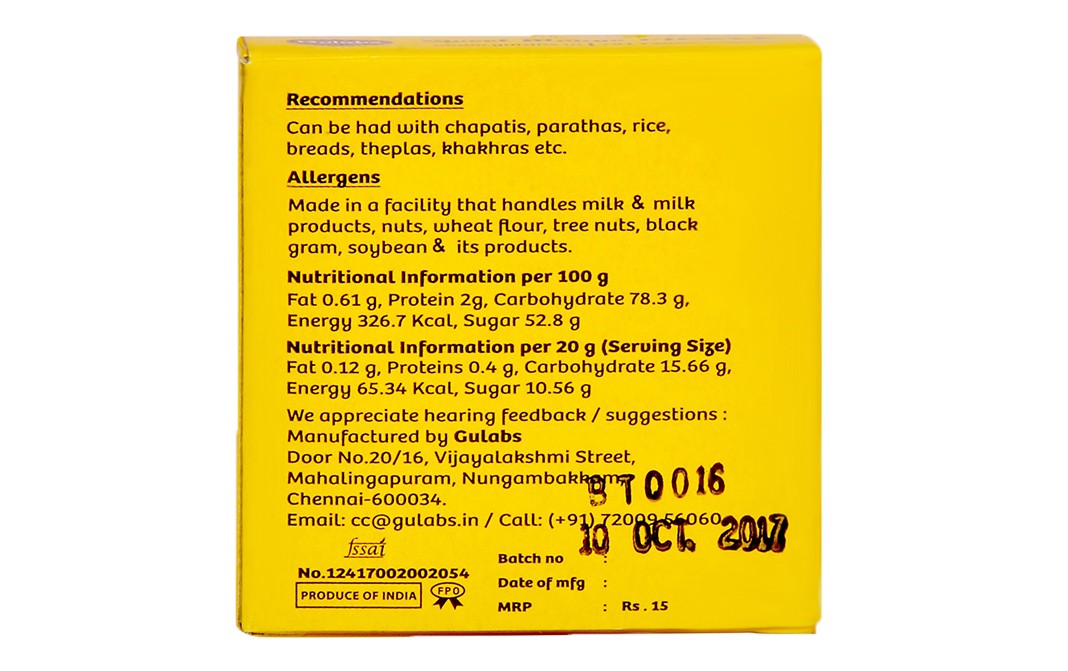 Recommendations
Can be had with chapatis, parathas, rice,
breads, theplas, khakhras etc.
Allergens
Made in a facility that handles milk & milk
products, nuts, wheat flour, tree nuts, black
gram, soybean & its products.
Nutritional Information per 100 g
Fat 0.61 g, Protein 2g, Carbohydrate 78.3 g,
Energy 326.7 Kcal, Sugar 52.8 g
Nutritional Information per 20 g (Serving Size)
Fat 0.12 g, Proteins 0.4 g, Carbohydrate 15.66 g,
Energy 65.34 Kcal, Sugar 10.56 g
We appreciate hearing feedback / suggestions :
Manufactured by Gulabs
Door No.20/16, Vijayalakshmi Street,
Mahalingapuram, Nungambakkam,
BT0016
Chennai-600034.
Email: cc@gulabs.in / Call: (+91) 72009 56060
10 OCT. 2017
fssai
No.12417002002054
PRODUCE OF INDIA
FPO
Batch no :
Date of mfg :
MRP : Rs. 15